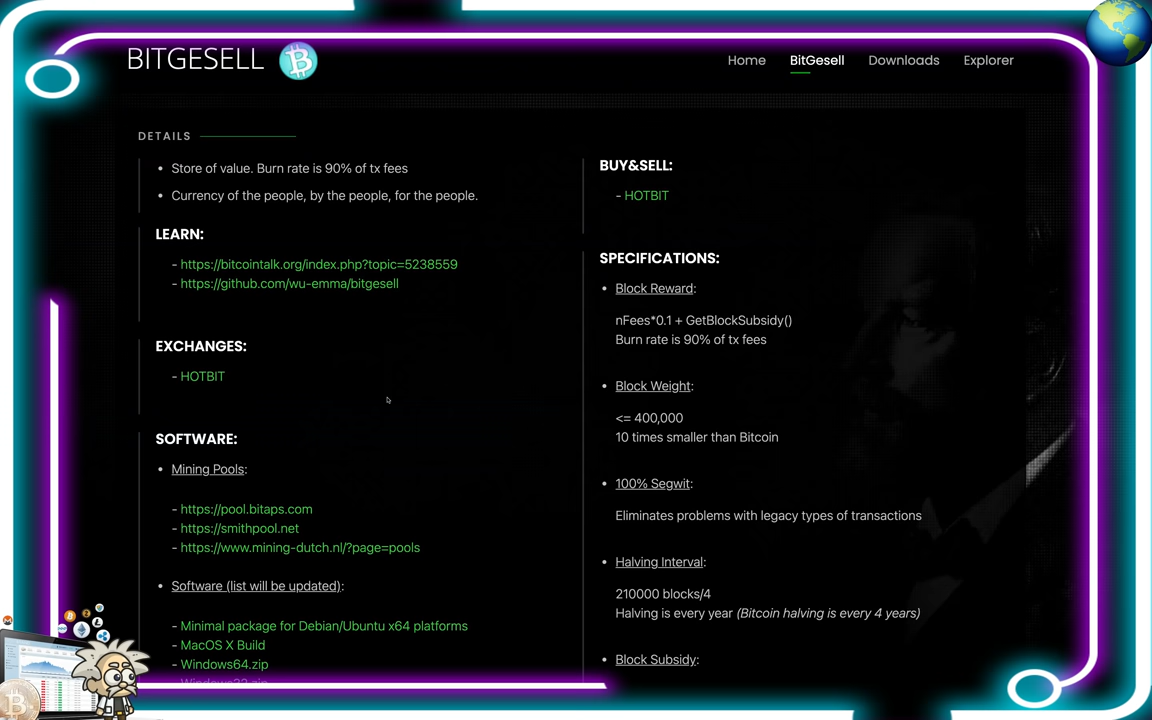 BITGESELL
Home
BitGesell
Downloads
Explorer
DETAILS
• Store of value. Burn rate is 90% of tx fees
• Currency of the people, by the people, for the people.
LEARN:
- https://bitcointalk.org/index.php?topic=5238559
- https://github.com/wu-emma/bitgesell
EXCHANGES:
- HOTBIT
SOFTWARE:
• Mining Pools:
- https://pool.bitaps.com
- https://smithpool.net
- https://www.mining-dutch.nl/?page=pools
• Software (list will be updated):
- Minimal package for Debian/Ubuntu x64 platforms
- MacOS X Build
- Windows64.zip
- Windows32.zip
BUY&SELL:
- HOTBIT
SPECIFICATIONS:
• Block Reward:
nFees*0.1 + GetBlockSubsidy()
Burn rate is 90% of tx fees
• Block Weight:
<= 400,000
10 times smaller than Bitcoin
• 100% Segwit:
Eliminates problems with legacy types of transactions
• Halving Interval:
210000 blocks/4
Halving is every year (Bitcoin halving is every 4 years)
• Block Subsidy: